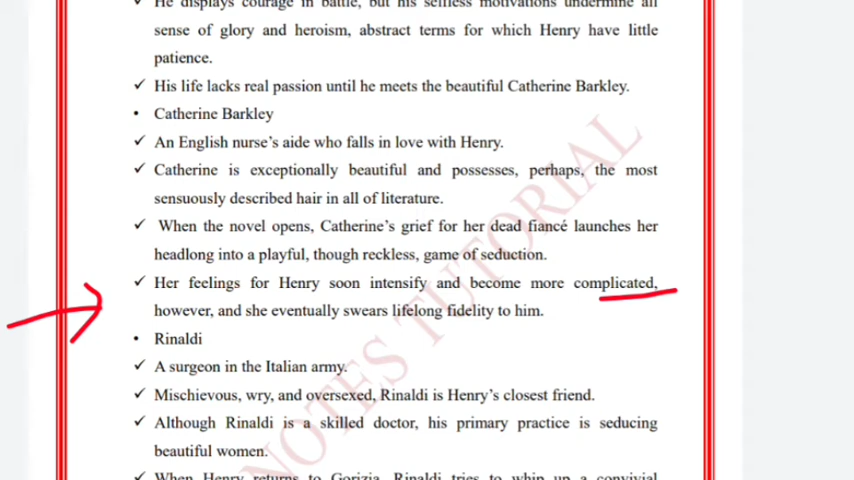 ✓ He displays courage in battle, but his selfless motivations undermine all
sense of glory and heroism, abstract terms for which Henry have little
patience.
✓ His life lacks real passion until he meets the beautiful Catherine Barkley.
• Catherine Barkley
✓ An English nurse's aide who falls in love with Henry.
✓ Catherine is exceptionally beautiful and possesses, perhaps, the most
sensuously described hair in all of literature.
✓ When the novel opens, Catherine's grief for her dead fiancé launches her
headlong into a playful, though reckless, game of seduction.
✓ Her feelings for Henry soon intensify and become more complicated,
however, and she eventually swears lifelong fidelity to him.
• Rinaldi
✓ A surgeon in the Italian army.
✓ Mischievous, wry, and oversexed, Rinaldi is Henry's closest friend.
✓ Although Rinaldi is a skilled doctor, his primary practice is seducing
beautiful women.
✓ When Henry returns to Gorizia, Rinaldi tries to whip up a convivial
NOTES TUTORIAL